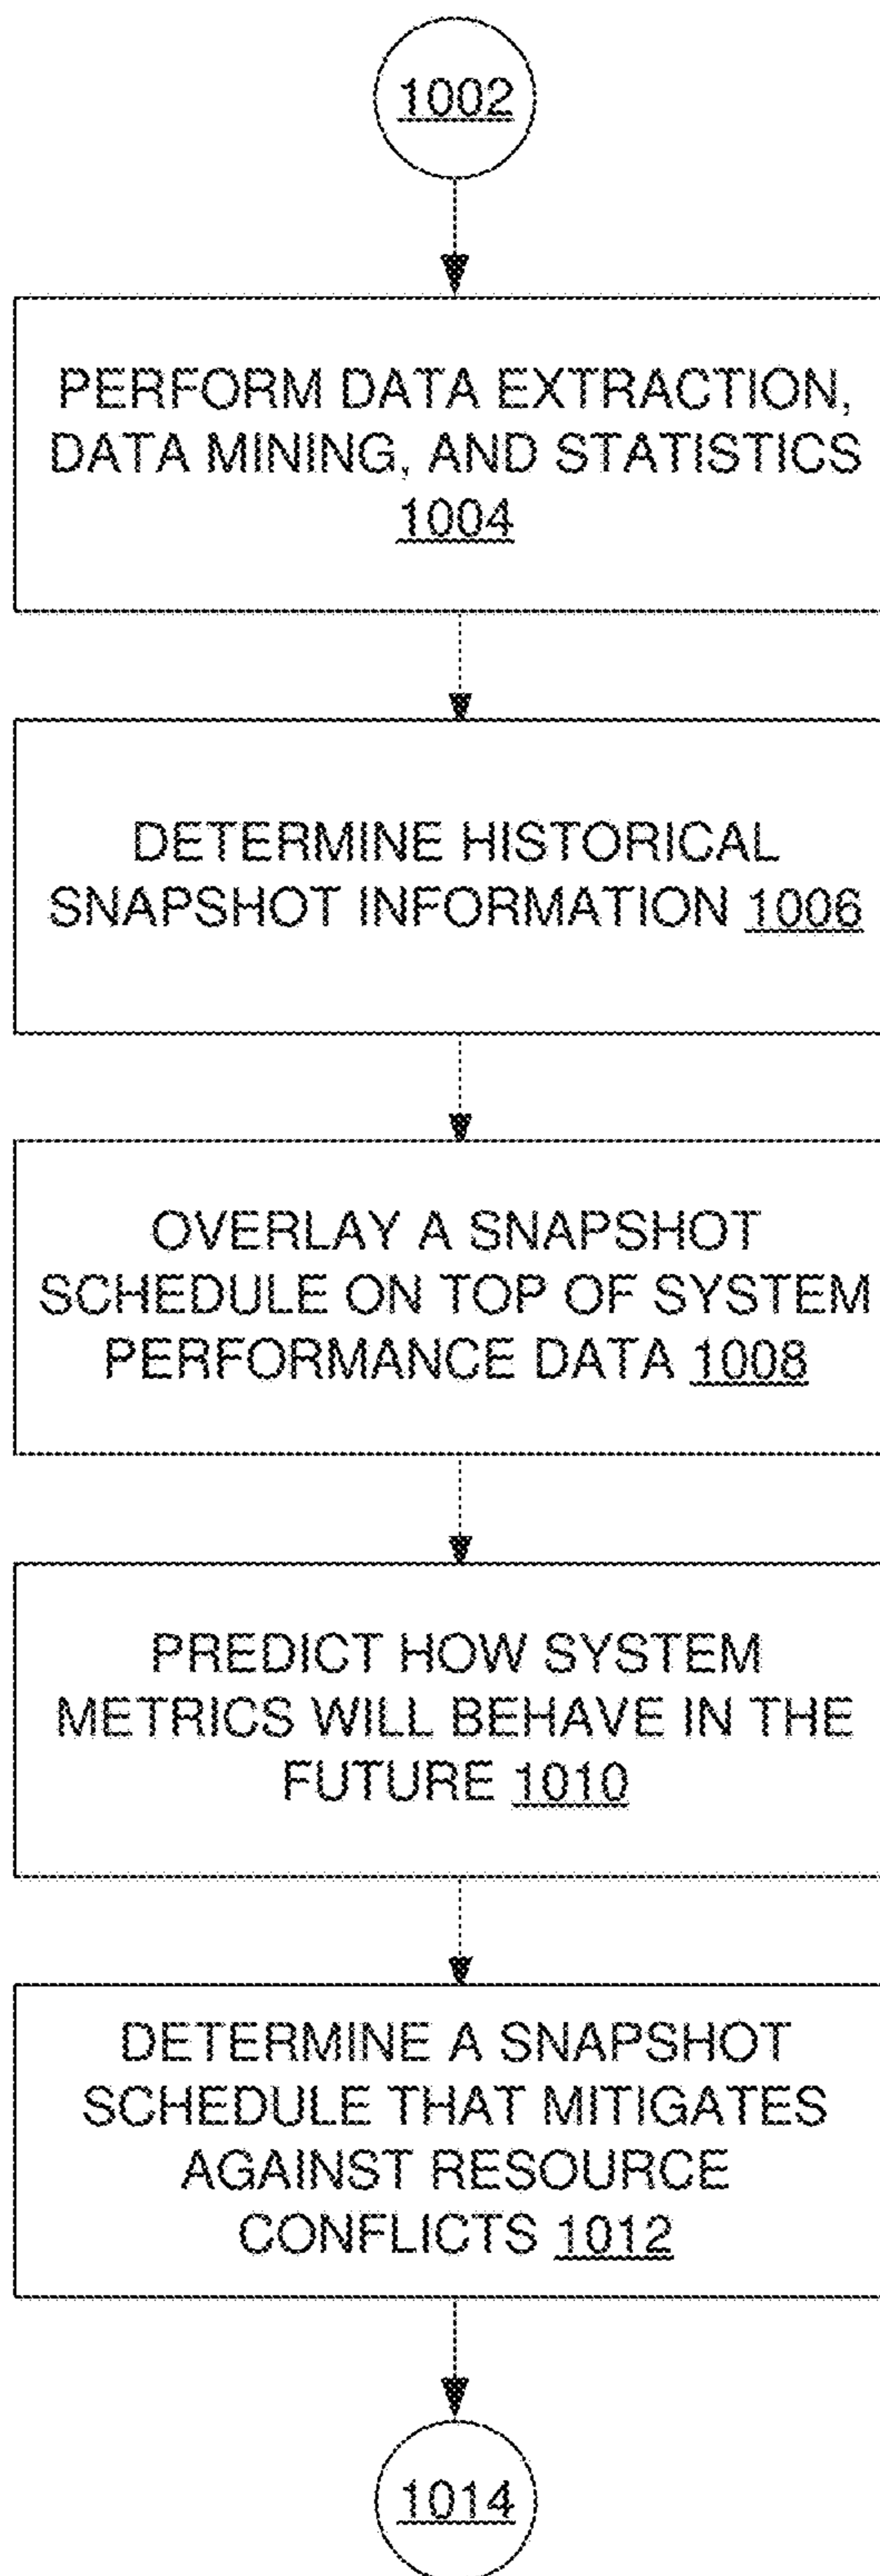 1002
PERFORM DATA EXTRACTION,
DATA MINING, AND STATISTICS
1004
DETERMINE HISTORICAL
SNAPSHOT INFORMATION 1006
OVERLAY A SNAPSHOT
SCHEDULE ON TOP OF SYSTEM
PERFORMANCE DATA 1008
PREDICT HOW SYSTEM
METRICS WILL BEHAVE IN THE
FUTURE 1010
DETERMINE A SNAPSHOT
SCHEDULE THAT MITIGATES
AGAINST RESOURCE
CONFLICTS 1012
1014